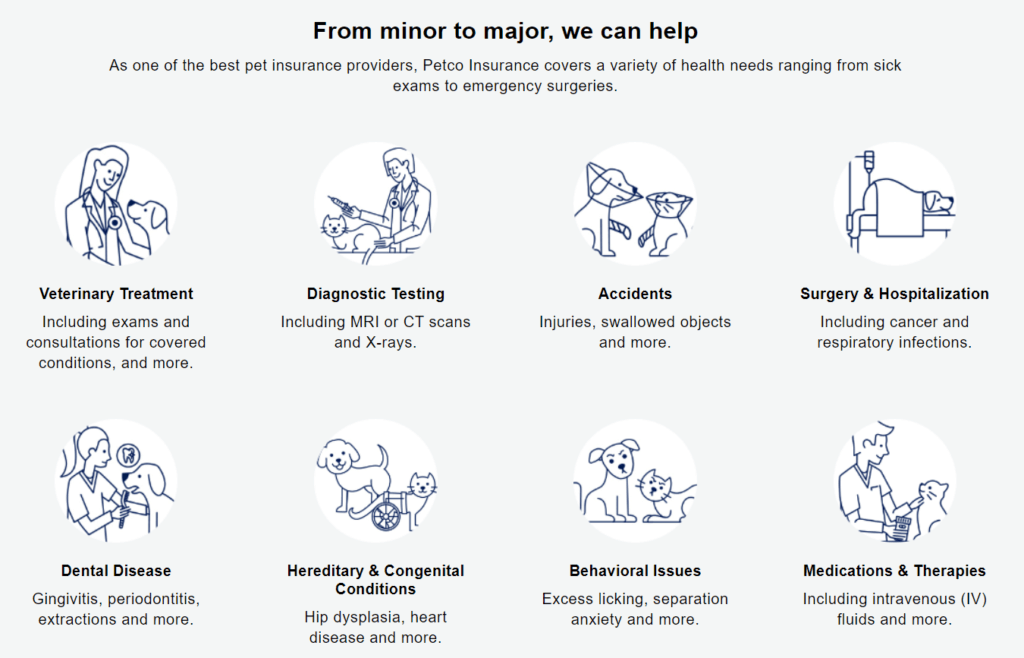 From minor to major, we can help
As one of the best pet insurance providers, Petco Insurance covers a variety of health needs ranging from sick
exams to emergency surgeries.
Veterinary Treatment
Including exams and
consultations for covered
conditions, and more.
Diagnostic Testing
Including MRI or CT scans
and X-rays.
Accidents
Injuries, swallowed objects
and more.
Surgery & Hospitalization
Including cancer and
respiratory infections.
Dental Disease
Gingivitis, periodontitis,
extractions and more.
Hereditary & Congenital
Conditions
Hip dysplasia, heart
disease and more.
Behavioral Issues
Excess licking, separation
anxiety and more.
Medications & Therapies
Including intravenous (IV)
fluids and more.